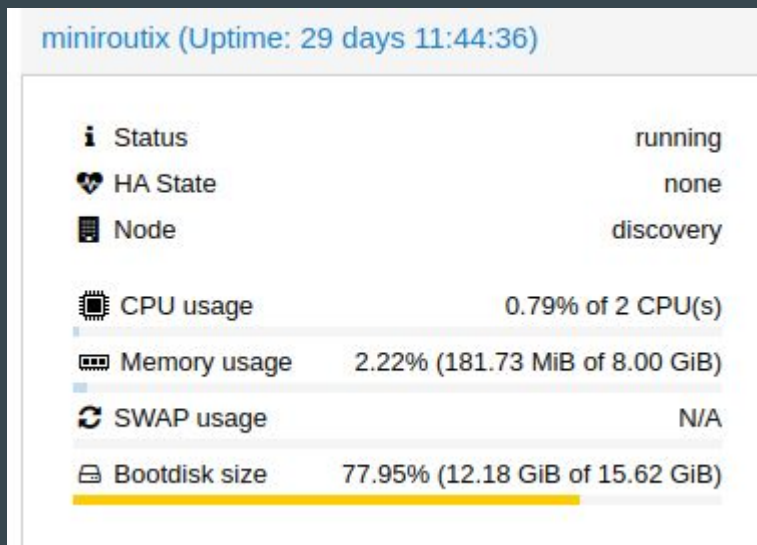 miniroutix (Uptime: 29 days 11:44:36)
Status running
HA State none
Node discovery
CPU usage 0.79% of 2 CPU(s)
Memory usage 2.22% (181.73 MiB of 8.00 GiB)
SWAP usage N/A
Bootdisk size 77.95% (12.18 GiB of 15.62 GiB)